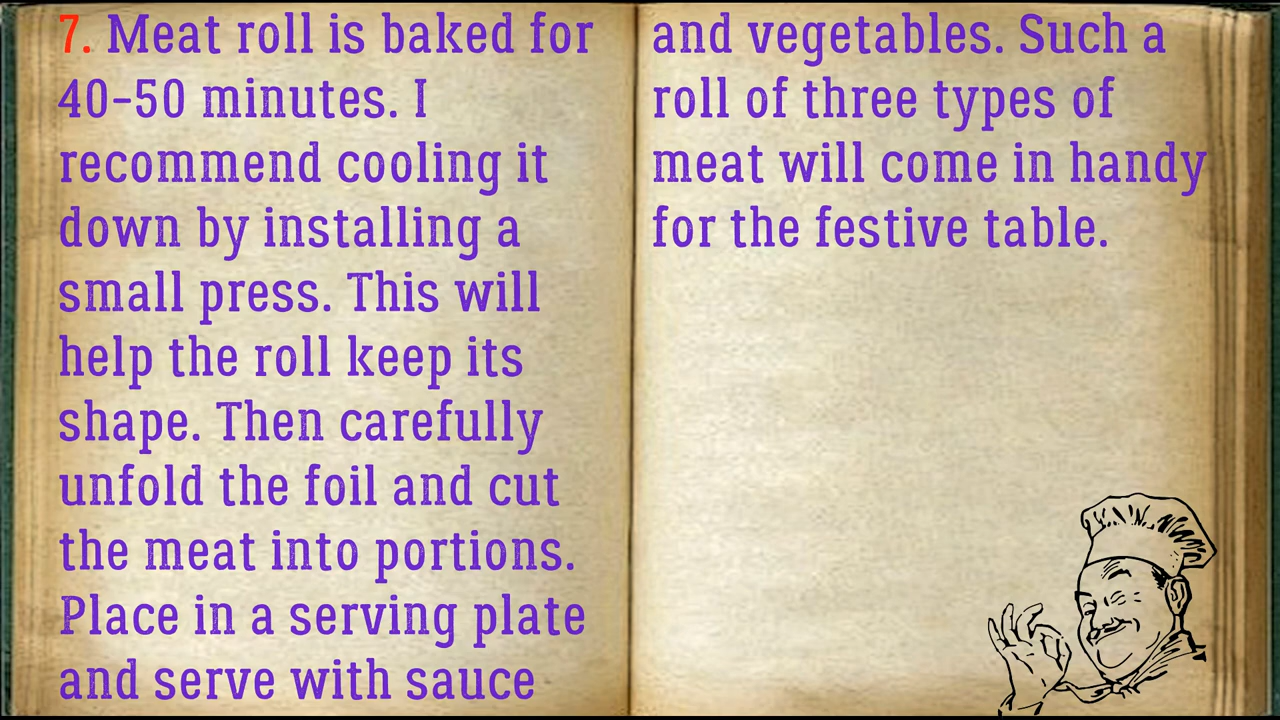 7. Meat roll is baked for
40-50 minutes. I
recommend cooling it
down by installing a
small press. This will
help the roll keep its
shape. Then carefully
unfold the foil and cut
the meat into portions.
Place in a serving plate
and serve with sauce
and vegetables. Such a
roll of three types of
meat will come in handy
for the festive table.